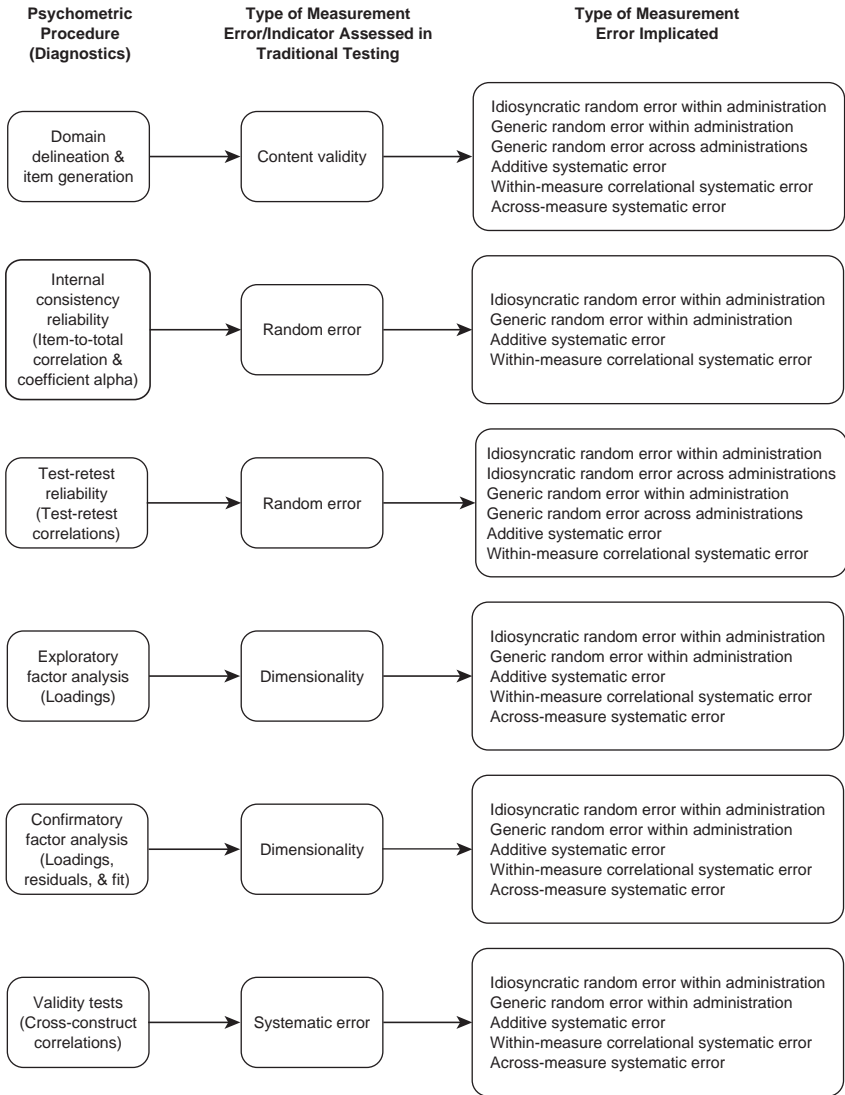 Psychometric
Procedure
(Diagnostics)
Type of Measurement
Error/Indicator Assessed in
Traditional Testing
Type of Measurement
Error Implicated
Domain
delineation &
item generation
Content validity
Idiosyncratic random error within administration
Generic random error within administration
Generic random error across administrations
Additive systematic error
Within-measure correlational systematic error
Across-measure systematic error
Internal
consistency
reliability
(Item-to-total
correlation &
coefficient alpha)
Random error
Idiosyncratic random error within administration
Generic random error within administration
Additive systematic error
Within-measure correlational systematic error
Test-retest
reliability
(Test-retest
correlations)
Random error
Idiosyncratic random error within administration
Idiosyncratic random error across administrations
Generic random error within administration
Generic random error across administrations
Additive systematic error
Within-measure correlational systematic error
Exploratory
factor analysis
(Loadings)
Dimensionality
Idiosyncratic random error within administration
Generic random error within administration
Additive systematic error
Within-measure correlational systematic error
Across-measure systematic error
Confirmatory
factor analysis
(Loadings,
residuals, & fit)
Dimensionality
Idiosyncratic random error within administration
Generic random error within administration
Additive systematic error
Within-measure correlational systematic error
Across-measure systematic error
Validity tests
(Cross-construct
correlations)
Systematic error
Idiosyncratic random error within administration
Generic random error within administration
Additive systematic error
Within-measure correlational systematic error
Across-measure systematic error